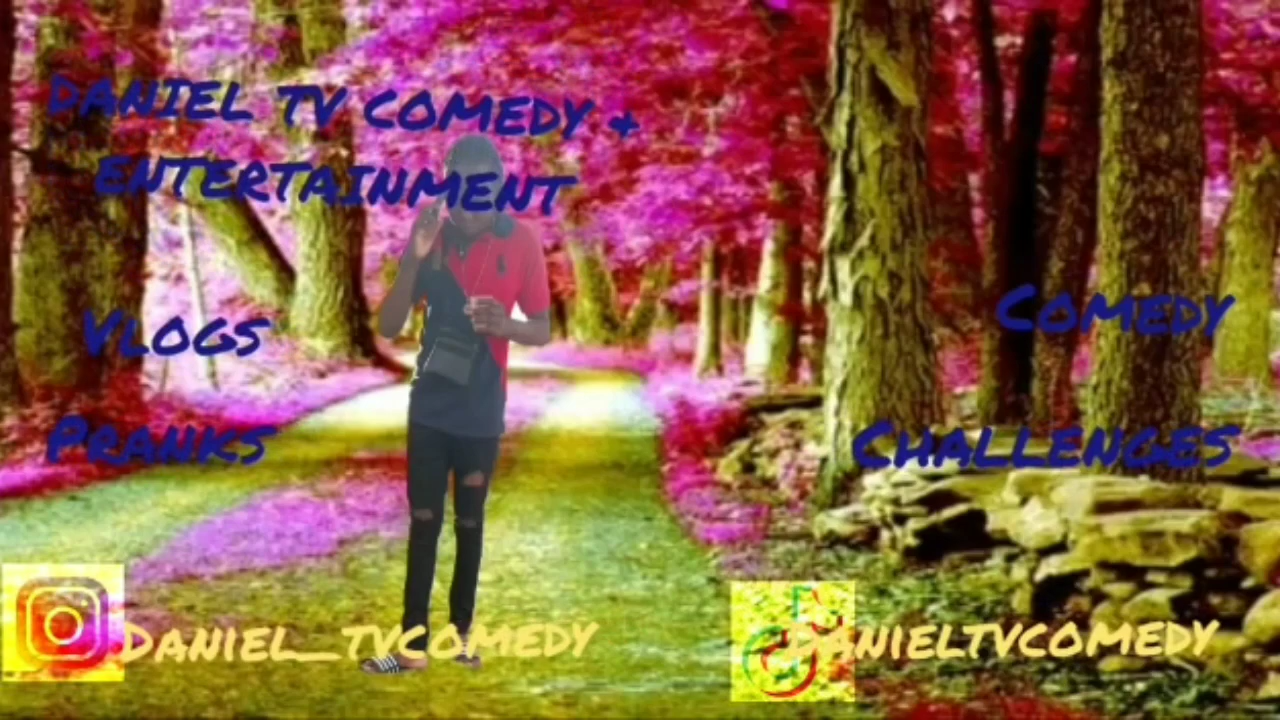 Daniel TV Comedy &
Entertainment
Comedy
Vlogs
Challenges
Pranks
Daniel_tvcomedy
Danieltvcomedy